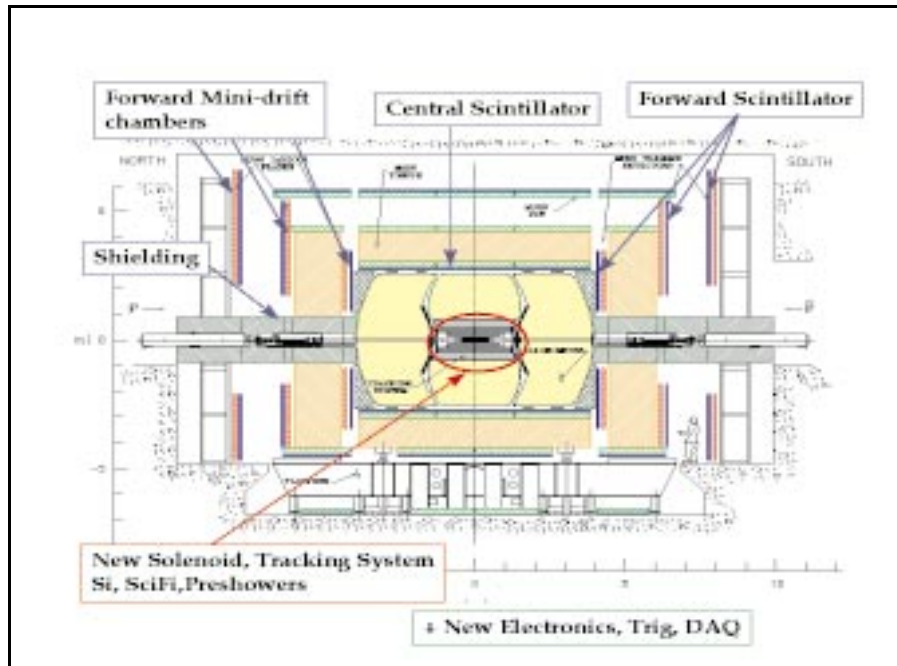 Forward Mini-drift
chambers
Central Scintillator
Forward Scintillator
NORTH
SOUTH
Shielding
New Solenoid, Tracking System
Si, SciFi,Preshowers
+ New Electronics, Trig, DAQ